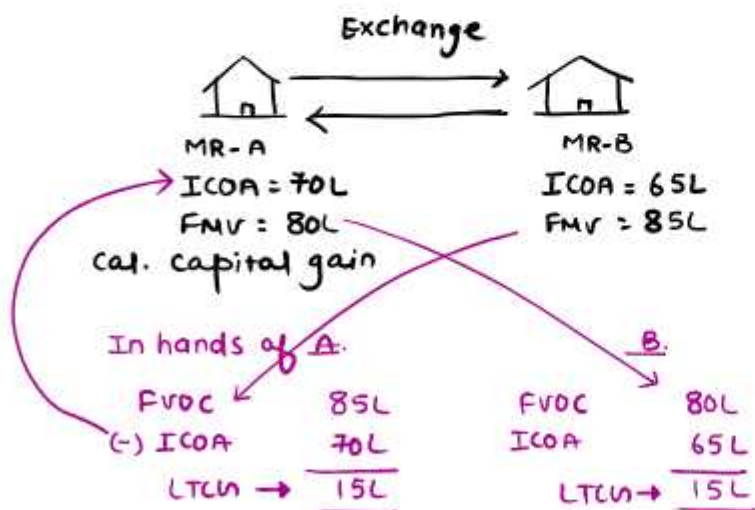 Exchange
MR-A MR-B
ICOA = 70L ICOA = 65L
FMV = 80L FMV = 85L
Cal. Capital gain
In hands of A. B.
FVOC 85L FVOC 80L
(-) ICOA 70L ICOA 65L
LTCG → 15L LTCG → 15L